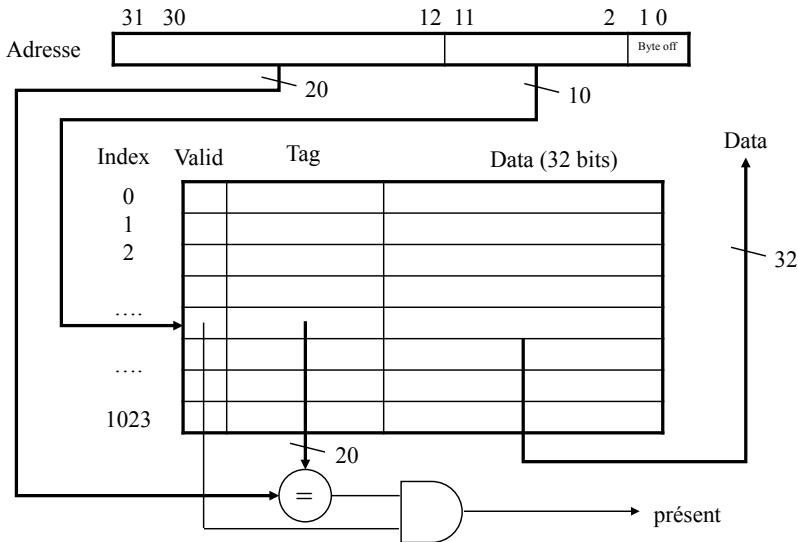 31 30 12 11 2 1 0
Adresse Byte off
20 10
Data
Index Valid Tag Data (32 bits)
0
1
2
32
....
....
1023
20
=
présent